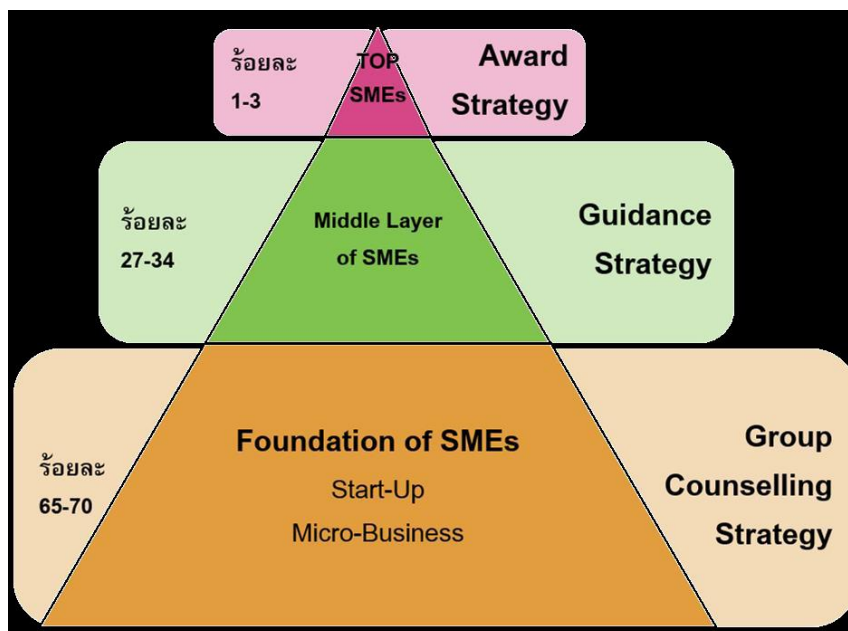 ร้อยละ
1-3
TOP
SMEs
Award
Strategy
ร้อยละ
27-34
Middle Layer
of SMEs
Guidance
Strategy
ร้อยละ
65-70
Foundation of SMEs
Start-Up
Micro-Business
Group
Counselling
Strategy